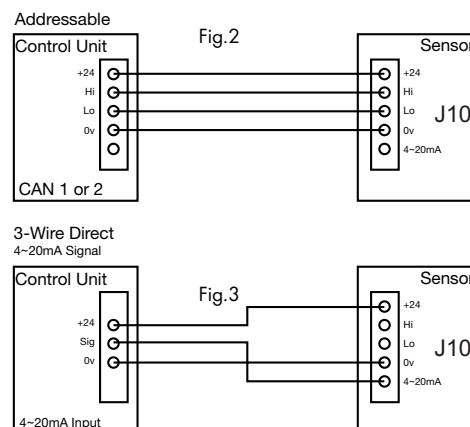 Addressable
Fig.2
Control Unit
Sensor
+24
Hi
Lo
0v
CAN 1 or 2
+24
Hi
Lo
0v
4~20mA
J10
3-Wire Direct
4~20mA Signal
Fig.3
Control Unit
Sensor
+24
Sig
0v
4~20mA Input
+24
Hi
Lo
0v
4~20mA
J10